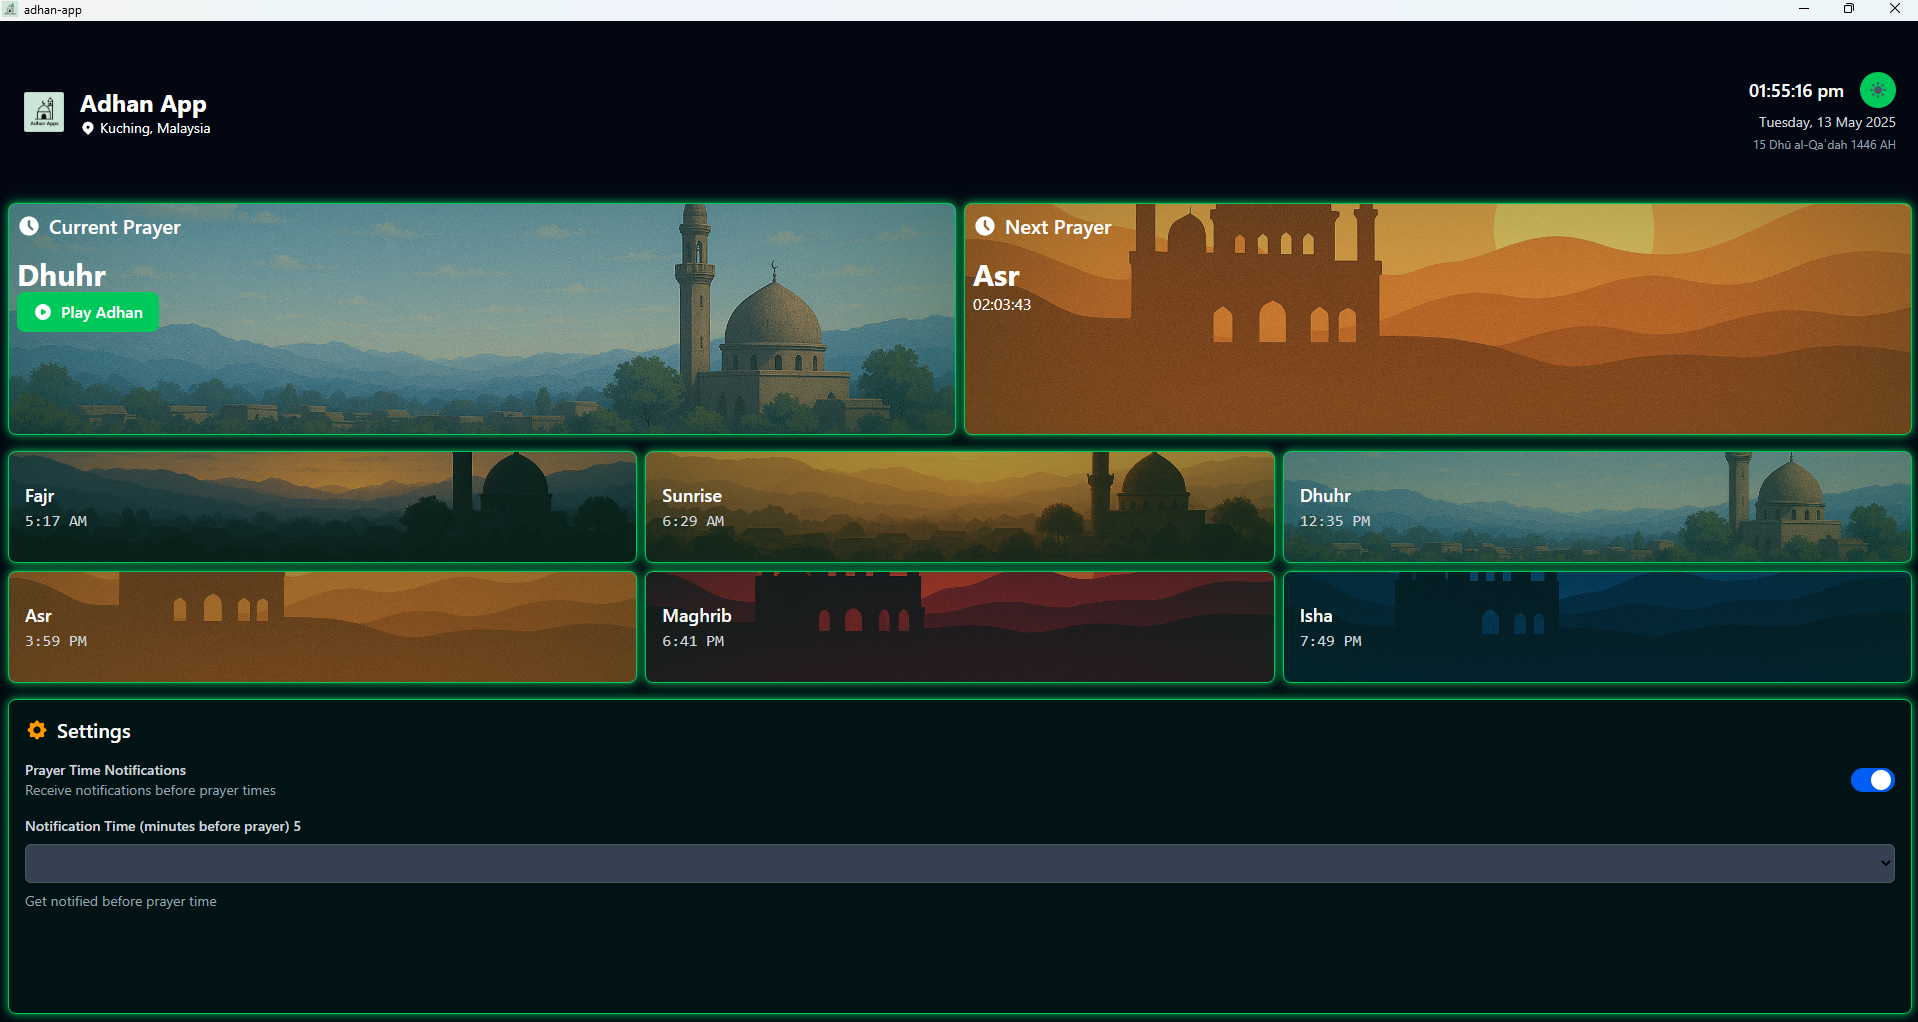 adhan-app
Adhan App
Kuching, Malaysia
Adhan Apps
01:55:16 pm
Tuesday, 13 May 2025
15 Dhū al-Qaʿdah 1446 AH
Current Prayer
Dhuhr
Play Adhan
Next Prayer
Asr
02:03:43
Fajr
5:17 AM
Sunrise
6:29 AM
Dhuhr
12:35 PM
Asr
3:59 PM
Maghrib
6:41 PM
Isha
7:49 PM
Settings
Prayer Time Notifications
Receive notifications before prayer times
Notification Time (minutes before prayer) 5
Get notified before prayer time